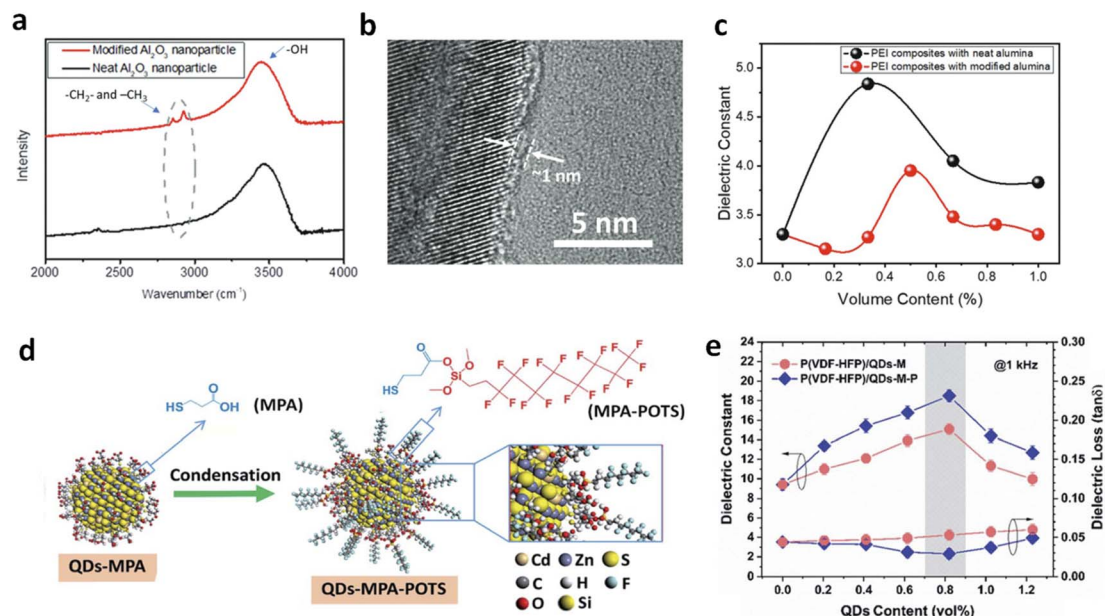 a
Modified Al2O3 nanoparticle
Neat Al2O3 nanoparticle
-OH
-CH2- and –CH3
Intensity
2000 2500 3000 3500 4000
Wavenumber (cm-1)
b
~1 nm
5 nm
c
PEI composites wiith neat alumina
PEI composites with modified alumina
Dielectric Constant
5.0
4.5
4.0
3.5
3.0
0.0 0.2 0.4 0.6 0.8 1.0
Volume Content (%)
d
HS
O
OH
(MPA)
QDs-MPA
Condensation
HS
O
O
Si
O
O
F F F F F F F F F F F F F
(MPA-POTS)
QDs-MPA-POTS
Cd Zn S
C H F
O Si
e
P(VDF-HFP)/QDs-M
P(VDF-HFP)/QDs-M-P
@1 kHz
Dielectric Constant
24
22
20
18
16
14
12
10
8
6
4
2
0
Dielectric Loss (tanδ)
0.30
0.25
0.20
0.15
0.10
0.05
0.00
0.0 0.2 0.4 0.6 0.8 1.0 1.2
QDs Content (vol%)